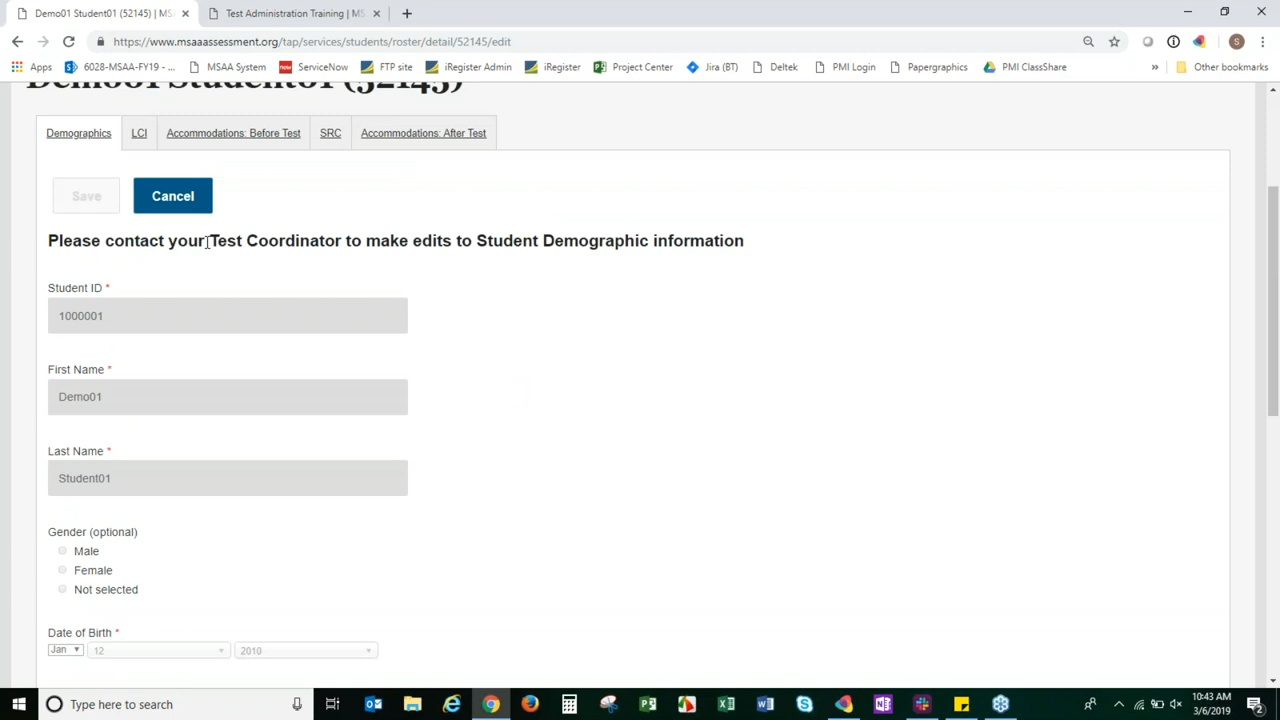 Demo01 Student01 (52145) | MS
Test Administration Training | MS
https://www.msaaassessment.org/tap/services/students/roster/detail/52145/edit
Apps
6028-MSAA-FY19 - ...
MSAA System
ServiceNow
FTP site
iRegister Admin
iRegister
Project Center
Jira (BT)
Deltek
PMI Login
Papergraphics
PMI ClassShare
»
Other bookmarks
Demo01 Student01 (52145)
Demographics
LCI
Accommodations: Before Test
SRC
Accommodations: After Test
Save
Cancel
Please contact your Test Coordinator to make edits to Student Demographic information
Student ID *
1000001
First Name *
Demo01
Last Name *
Student01
Gender (optional)
Male
Female
Not selected
Date of Birth *
Jan 12 2010
Type here to search
10:43 AM
3/6/2019
2